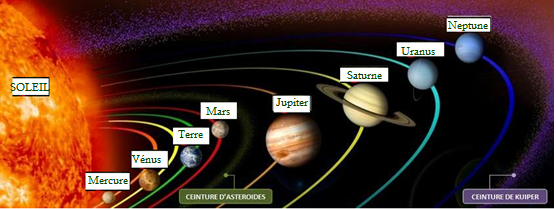 Neptune
Uranus
Saturne
SOLEIL
Jupiter
Mars
Terre
Vénus
Mercure
CEINTURE D'ASTEROIDES
CEINTURE DE KUIPER